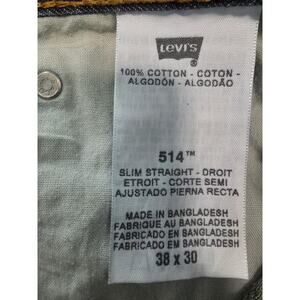 Levi's
100% COTTON - COTON -
ALGODÓN - ALGODÃO
514™
SLIM STRAIGHT - DROIT
ETROIT - CORTE SEMI
AJUSTADO PIERNA RECTA
MADE IN BANGLADESH
FABRIQUE AU BANGLADESH
FABRICADO EN BANGLADESH
FABRICADO EM BANGLADESH
38 x 30